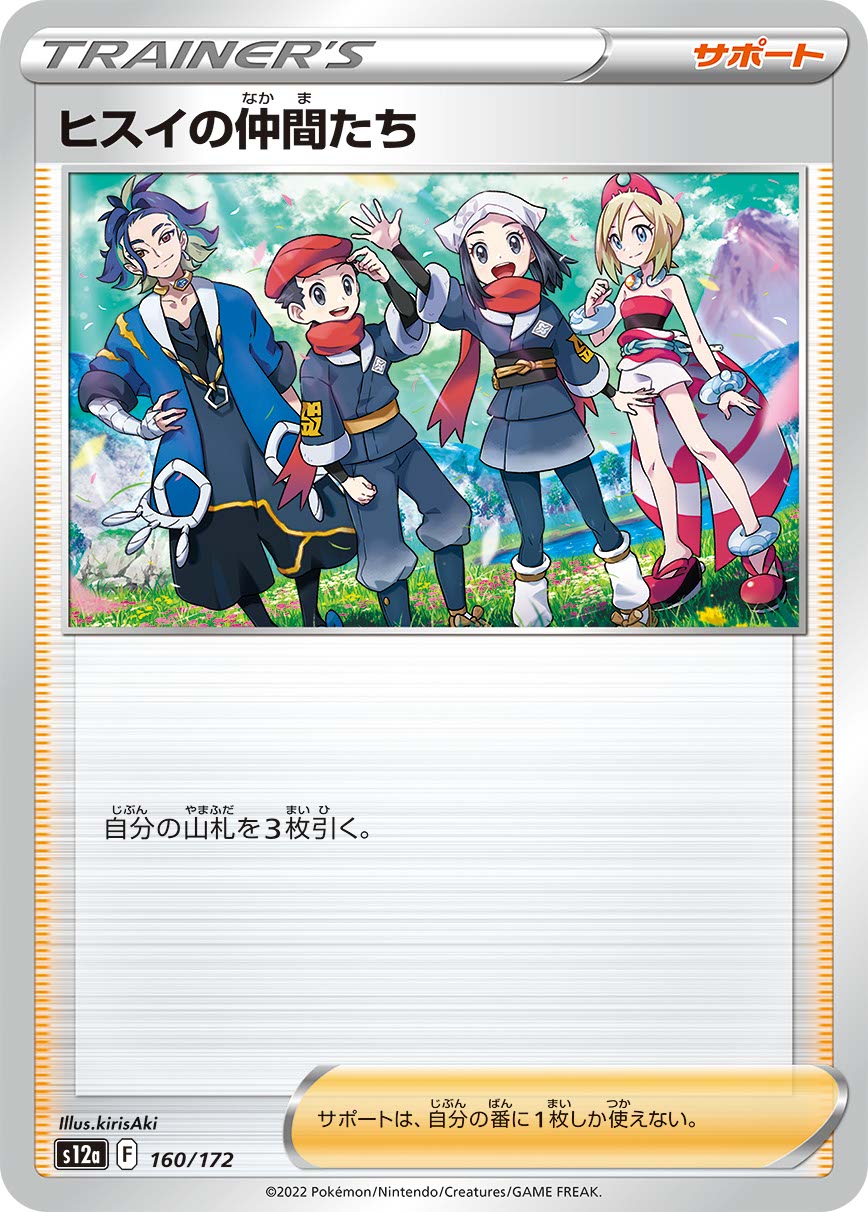 TRAINER'S
サポート
なかま
ヒスイの仲間たち
じぶん やまふだ まい ひ
自分の山札を3枚引く。
じぶん ばん まい つか
サポートは、自分の番に1枚しか使えない。
Illus.kirisAki
s12a F 160/172
©2022 Pokémon/Nintendo/Creatures/GAME FREAK.